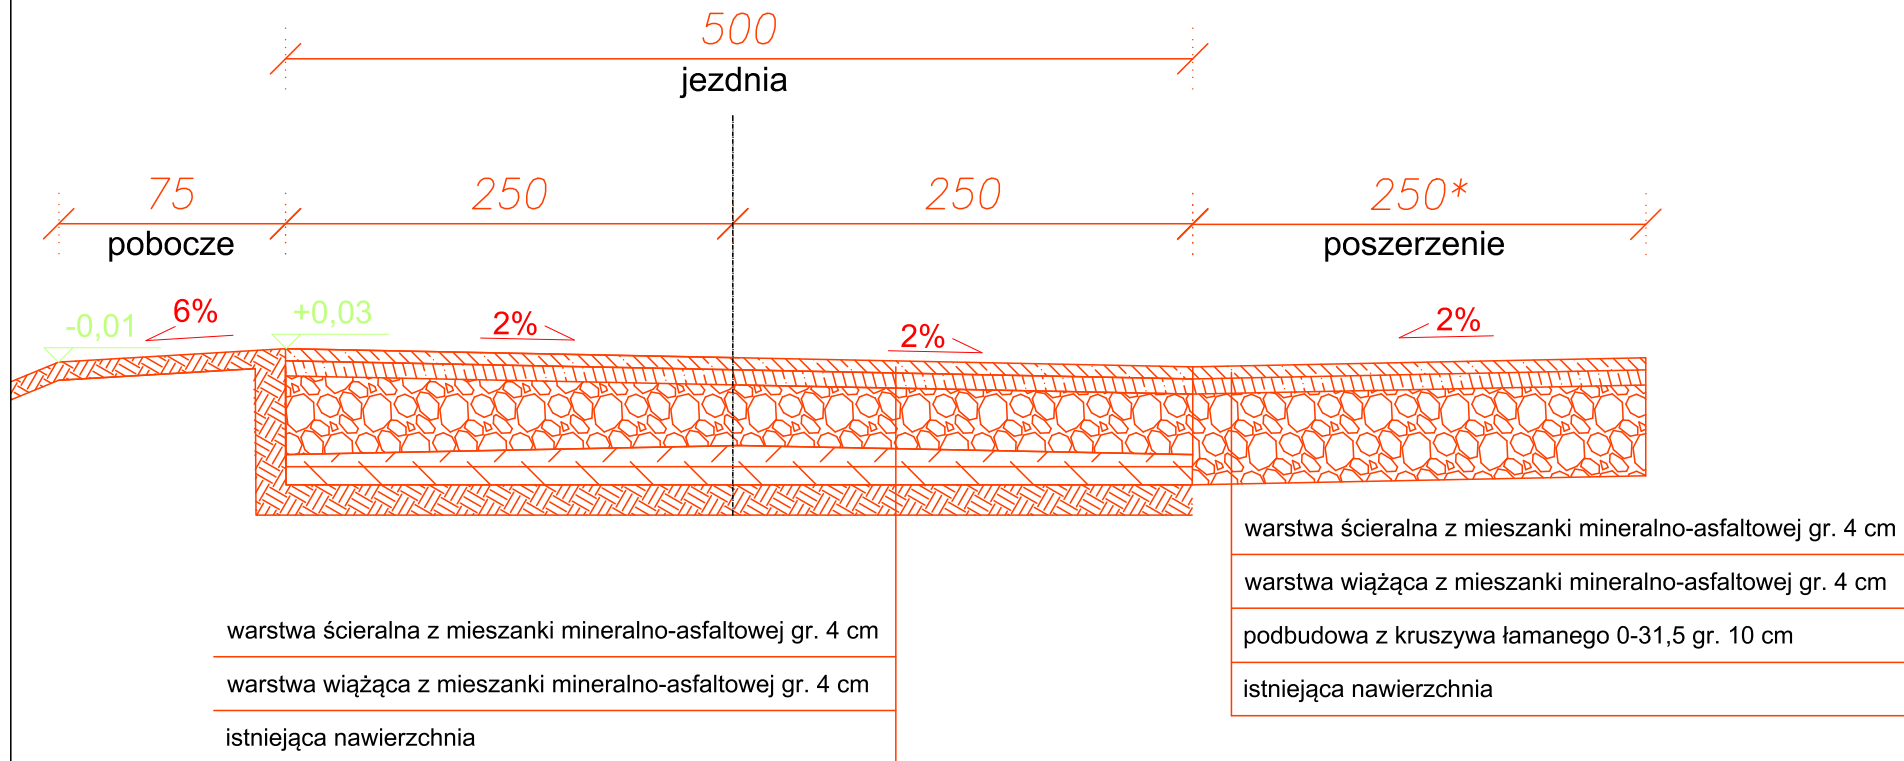 500
jezdnia
75
250
250
250*
pobocze
poszerzenie
-0,01
6%
+0,03
2%
2%
2%
warstwa ścieralna z mieszanki mineralno-asfaltowej gr. 4 cm
warstwa wiążąca z mieszanki mineralno-asfaltowej gr. 4 cm
podbudowa z kruszywa łamanego 0-31,5 gr. 10 cm
istniejąca nawierzchnia
warstwa ścieralna z mieszanki mineralno-asfaltowej gr. 4 cm
warstwa wiążąca z mieszanki mineralno-asfaltowej gr. 4 cm
istniejąca nawierzchnia